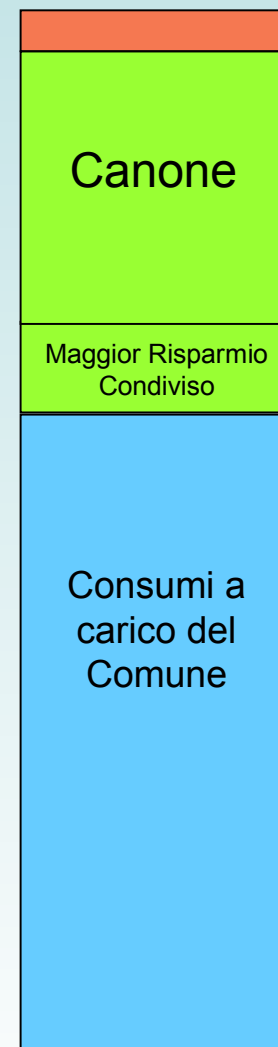 Canone
Maggior Risparmio
Condiviso
Consumi a
carico del
Comune